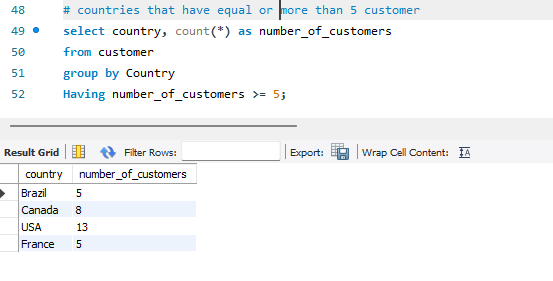 48 # countries that have equal or more than 5 customer
49 select country, count(*) as number_of_customers
50 from customer
51 group by Country
52 Having number_of_customers >= 5;
Result Grid Filter Rows: Export: Wrap Cell Content:
country number_of_customers
Brazil 5
Canada 8
USA 13
France 5